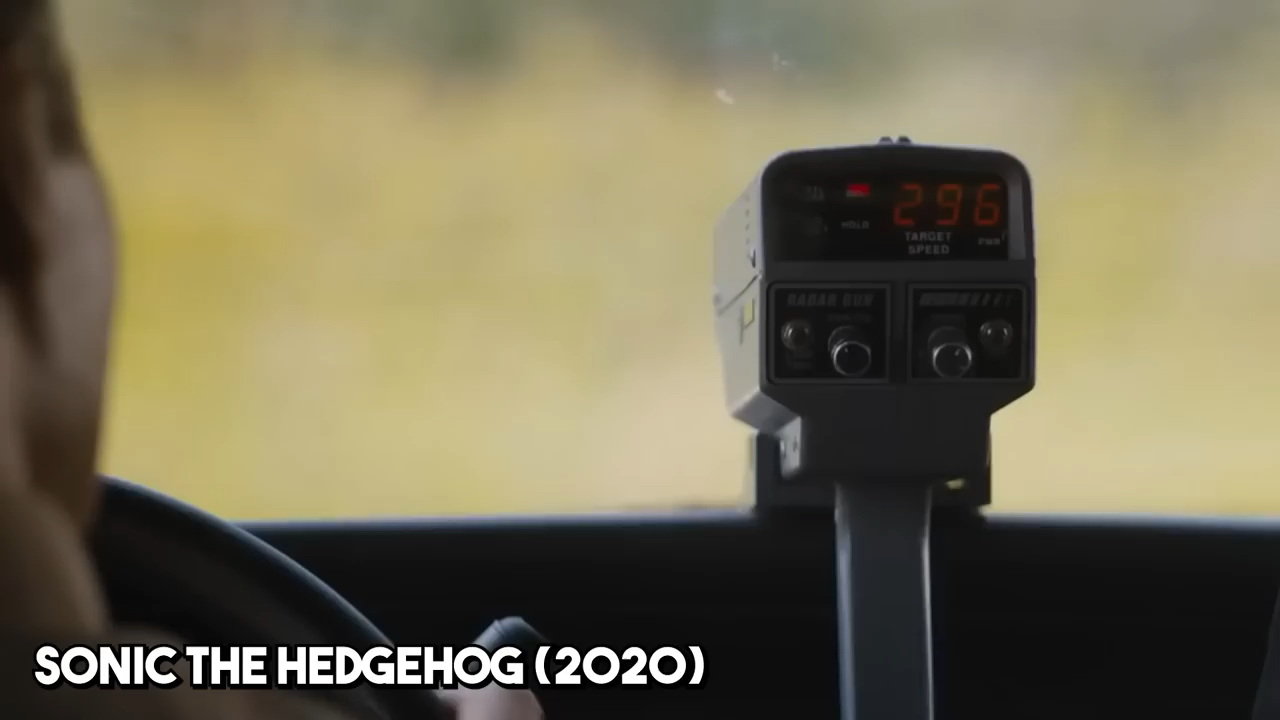 296
HOLD
TARGET
SPEED
PWR
RADAR GUN
SONIC THE HEDGEHOG (2020)